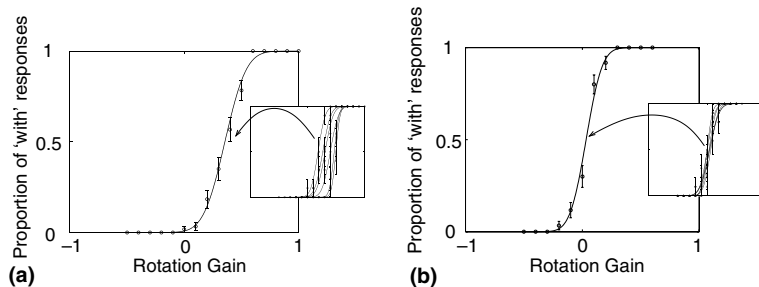 Proportion of 'with' responses
1
0.5
0
−1
0
1
Rotation Gain
(a)
Proportion of 'with' responses
1
0.5
0
−1
0
1
Rotation Gain
(b)